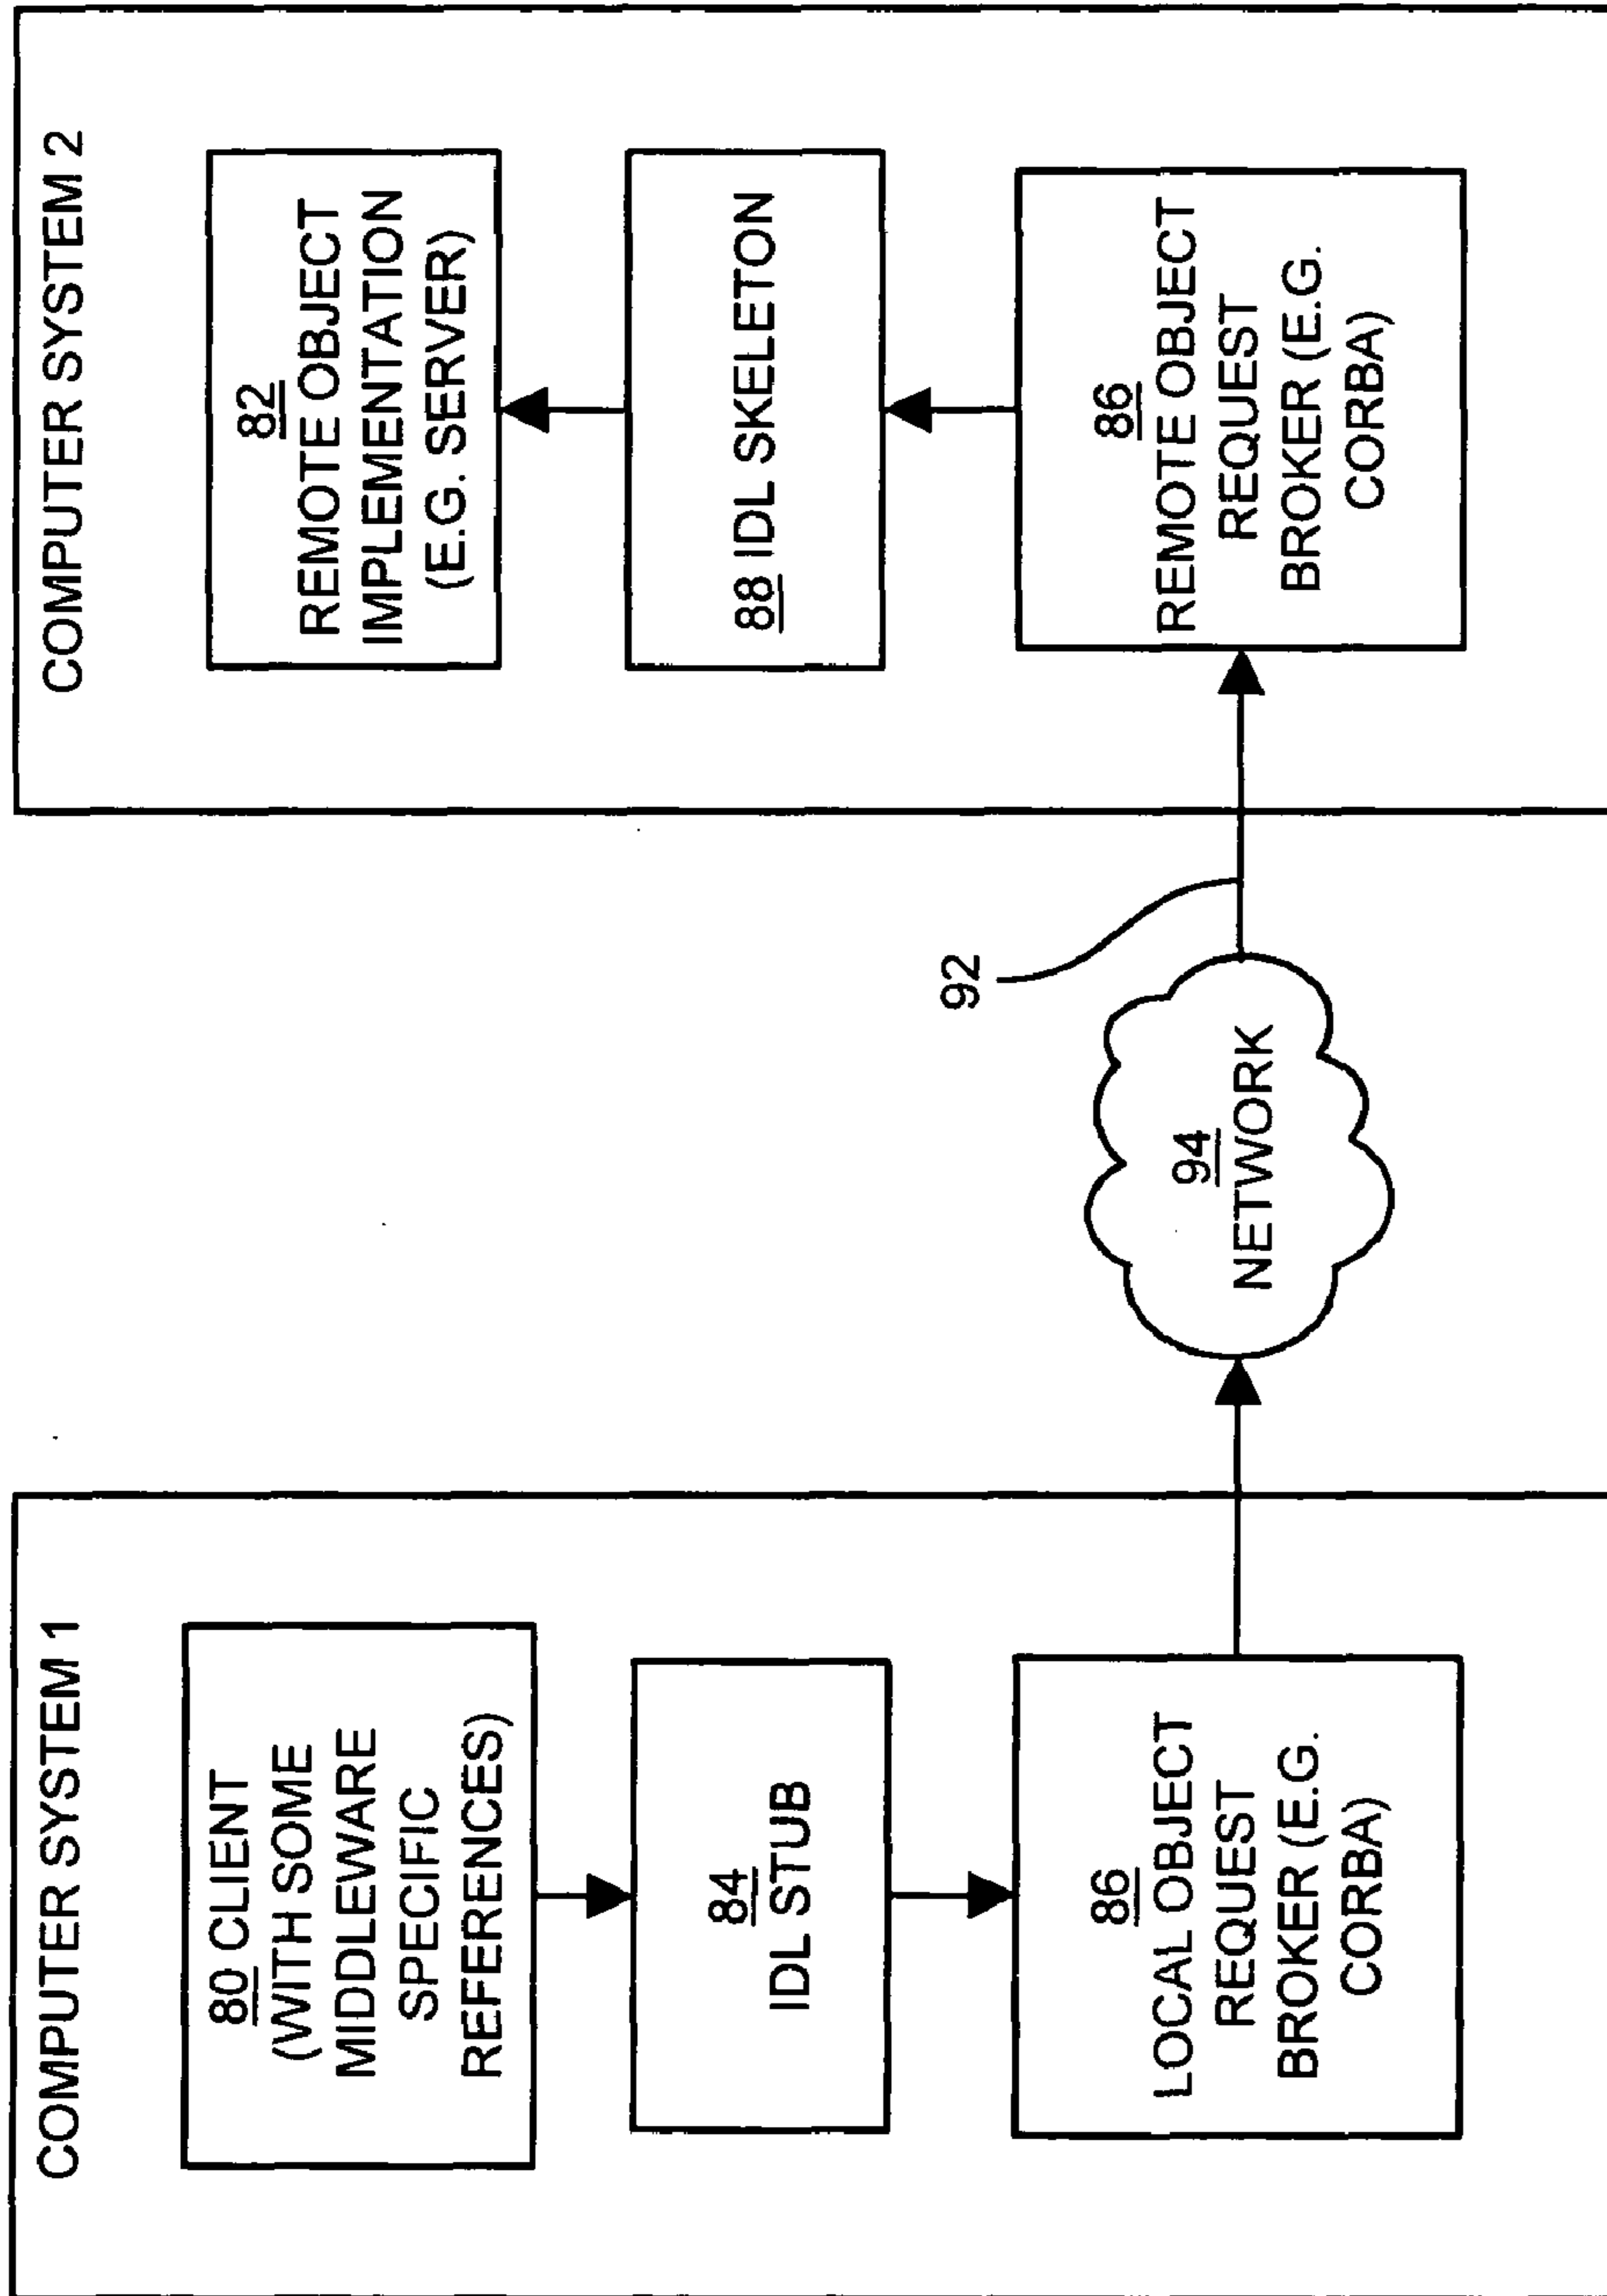 COMPUTER SYSTEM 1
80 CLIENT
(WITH SOME
MIDDLEWARE
SPECIFIC
REFERENCES)
84
IDL STUB
86
LOCAL OBJECT
REQUEST
BROKER (E.G.
CORBA)
94
NETWORK
92
COMPUTER SYSTEM 2
82
REMOTE OBJECT
IMPLEMENTATION
(E.G. SERVER)
88 IDL SKELETON
86
REMOTE OBJECT
REQUEST
BROKER (E.G.
CORBA)